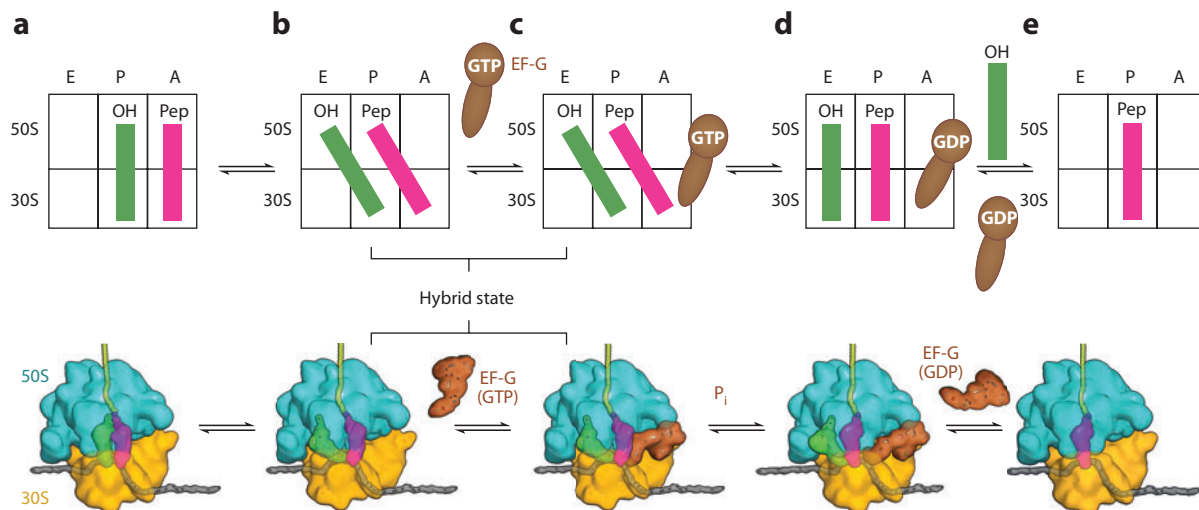 a b c d e
OH
GTP EF-G
E P A E P A E P A E P A E P A
OH Pep OH Pep OH Pep OH Pep Pep
50S 50S 50S 50S 50S
GTP GDP
30S 30S 30S 30S 30S
GDP
Hybrid state
50S
EF-G
(GTP)
Pi
EF-G
(GDP)
30S